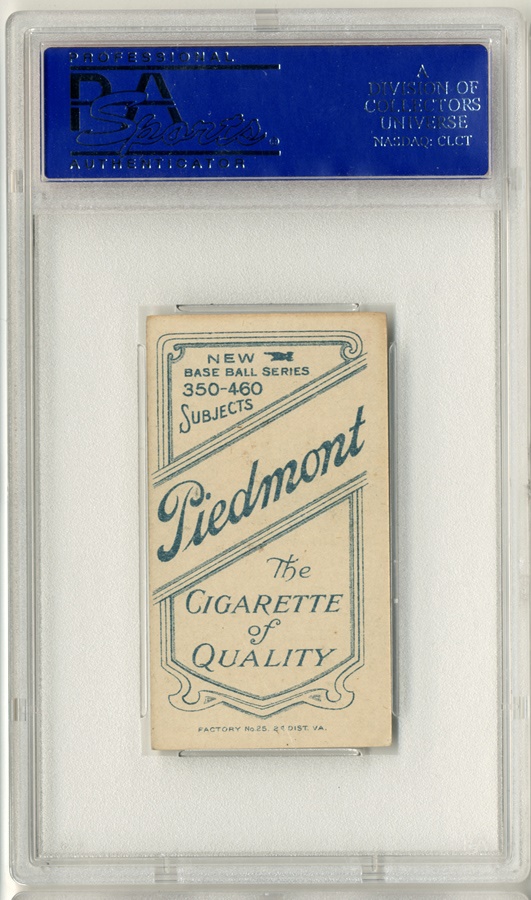 PROFESSIONAL
PSA
Sports
AUTHENTICATOR
A
DIVISION OF
COLLECTORS
UNIVERSE
NASDAQ: CLCT
NEW
BASE BALL SERIES
350-460
SUBJECTS
Piedmont
The
CIGARETTE
of
QUALITY
FACTORY No 25. 2d DIST. VA.